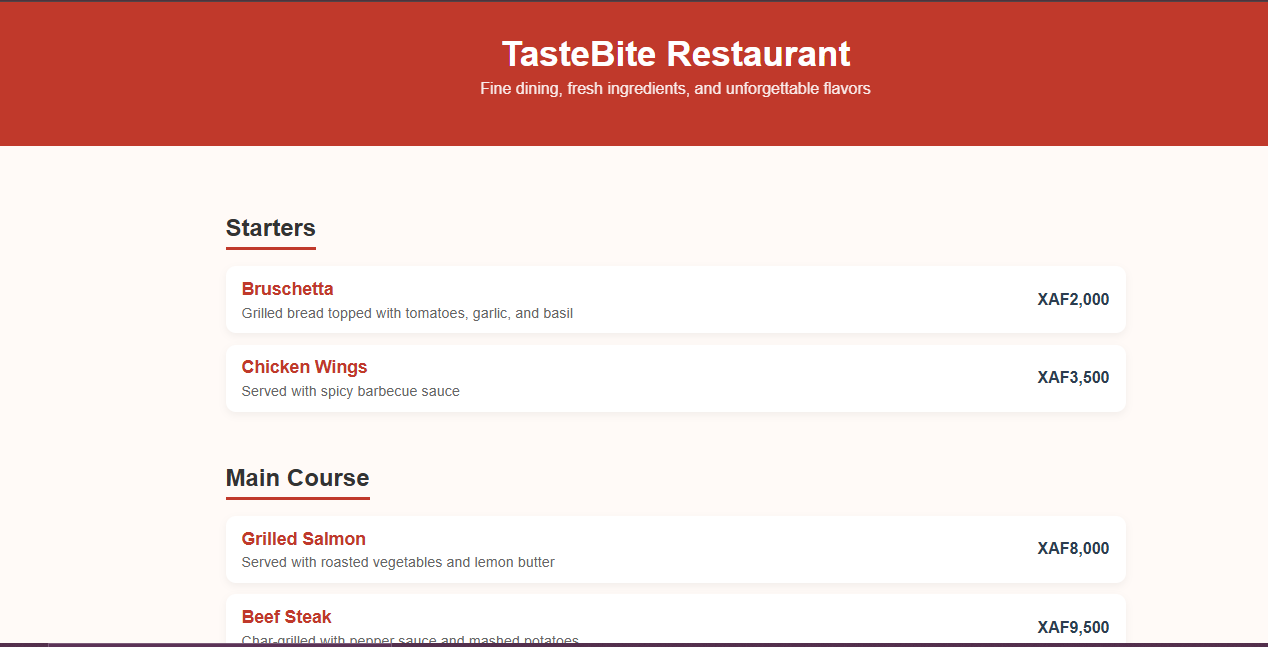 TasteBite Restaurant
Fine dining, fresh ingredients, and unforgettable flavors
Starters
Bruschetta
Grilled bread topped with tomatoes, garlic, and basil
XAF2,000
Chicken Wings
Served with spicy barbecue sauce
XAF3,500
Main Course
Grilled Salmon
Served with roasted vegetables and lemon butter
XAF8,000
Beef Steak
Char-grilled with pepper sauce and mashed potatoes
XAF9,500